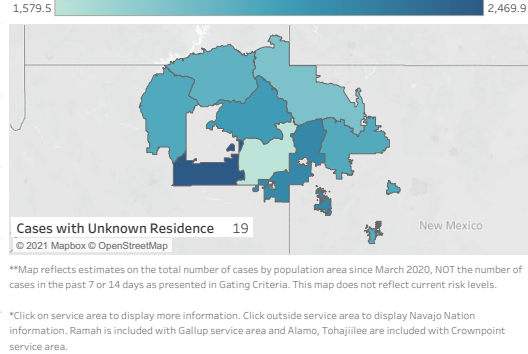 1,579.5 2,469.9
New Mexico
Cases with Unknown Residence 19
© 2021 Mapbox © OpenStreetMap
**Map reflects estimates on the total number of cases by population area since March 2020, NOT the number of
cases in the past 7 or 14 days as presented in Gating Criteria. This map does not reflect current risk levels.
*Click on service area to display more information. Click outside service area to display Navajo Nation
information. Ramah is included with Gallup service area and Alamo, Tohajiilee are included with Crownpoint
service area.